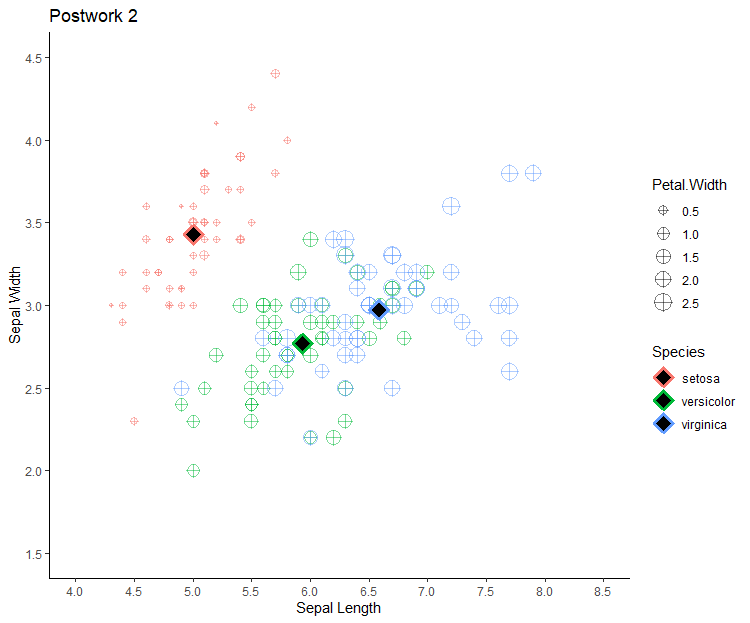 Postwork 2
4.5
4.0
3.5
3.0
2.5
2.0
1.5
Sepal.Width
4.0 4.5 5.0 5.5 6.0 6.5 7.0 7.5 8.0 8.5
Sepal Length
Petal.Width
0.5
1.0
1.5
2.0
2.5
Species
setosa
versicolor
virginica